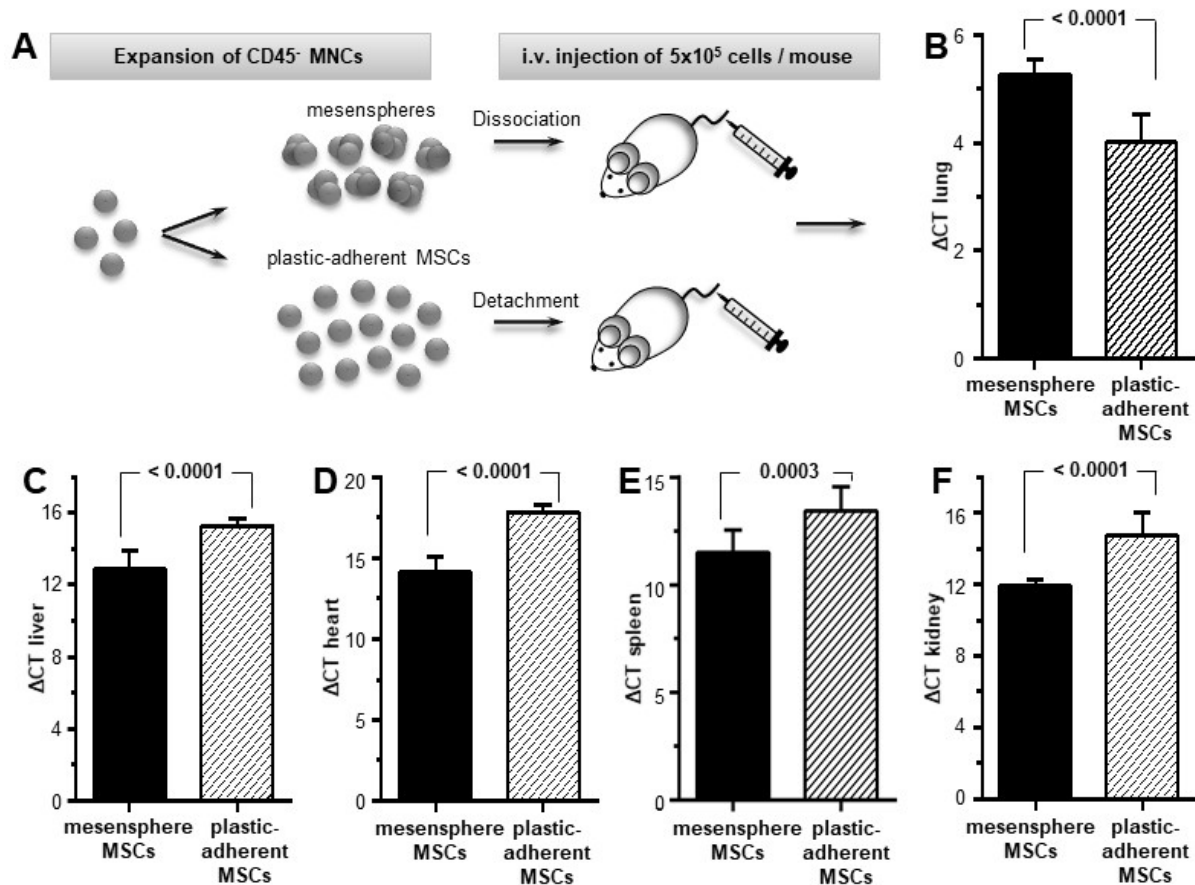 A
Expansion of CD45⁻ MNCs
i.v. injection of 5x10⁵ cells / mouse
mesenspheres
Dissociation
plastic-adherent MSCs
Detachment
B
< 0.0001
ΔCT lung
6
4
2
0
mesensphere
MSCs
plastic-
adherent
MSCs
C
< 0.0001
ΔCT liver
16
12
8
4
0
mesensphere
MSCs
plastic-
adherent
MSCs
D
< 0.0001
ΔCT heart
20
15
10
5
0
mesensphere
MSCs
plastic-
adherent
MSCs
E
0.0003
ΔCT spleen
15
10
5
0
mesensphere
MSCs
plastic-
adherent
MSCs
F
< 0.0001
ΔCT kidney
16
12
8
4
0
mesensphere
MSCs
plastic-
adherent
MSCs